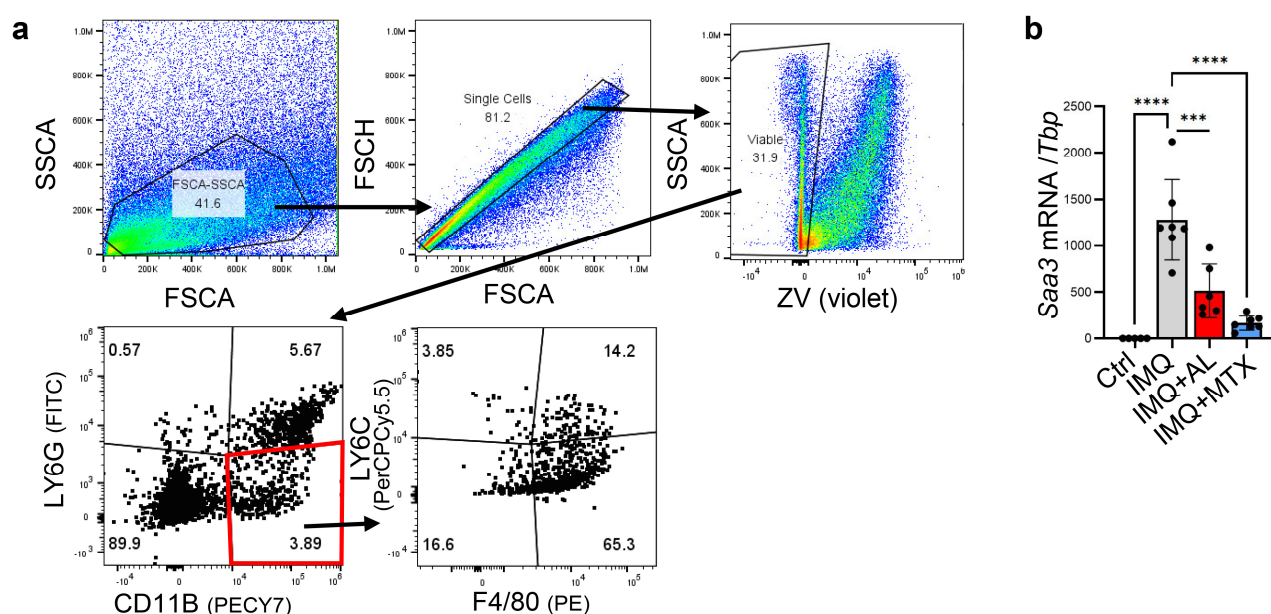 a
1.0M
800K
600K
400K
200K
0
SSCA
FSCA-SSCA
41.6
0 200K 400K 600K 800K 1.0M
FSCA
1.0M
800K
600K
400K
200K
0
FSCH
Single Cells
81.2
0 200K 400K 600K 800K 1.0M
FSCA
1.0M
800K
600K
400K
200K
0
SSCA
Viable
31.9
-10^4 0 10^4 10^5 10^6
ZV (violet)
10^6
10^5
10^4
10^3
0
-10^3
LY6G (FITC)
0.57 5.67
89.9 3.89
0 10^4 10^5 10^6
CD11B (PECY7)
10^6
10^5
10^4
0
-10^4
LY6C
(PerCPCy5.5)
3.85 14.2
16.6 65.3
0 10^4 10^5 10^6
F4/80 (PE)
b
****
**** ***
Saa3 mRNA /Tbp
2500
2000
1500
1000
500
0
Ctrl
IMQ
IMQ+AL
IMQ+MTX